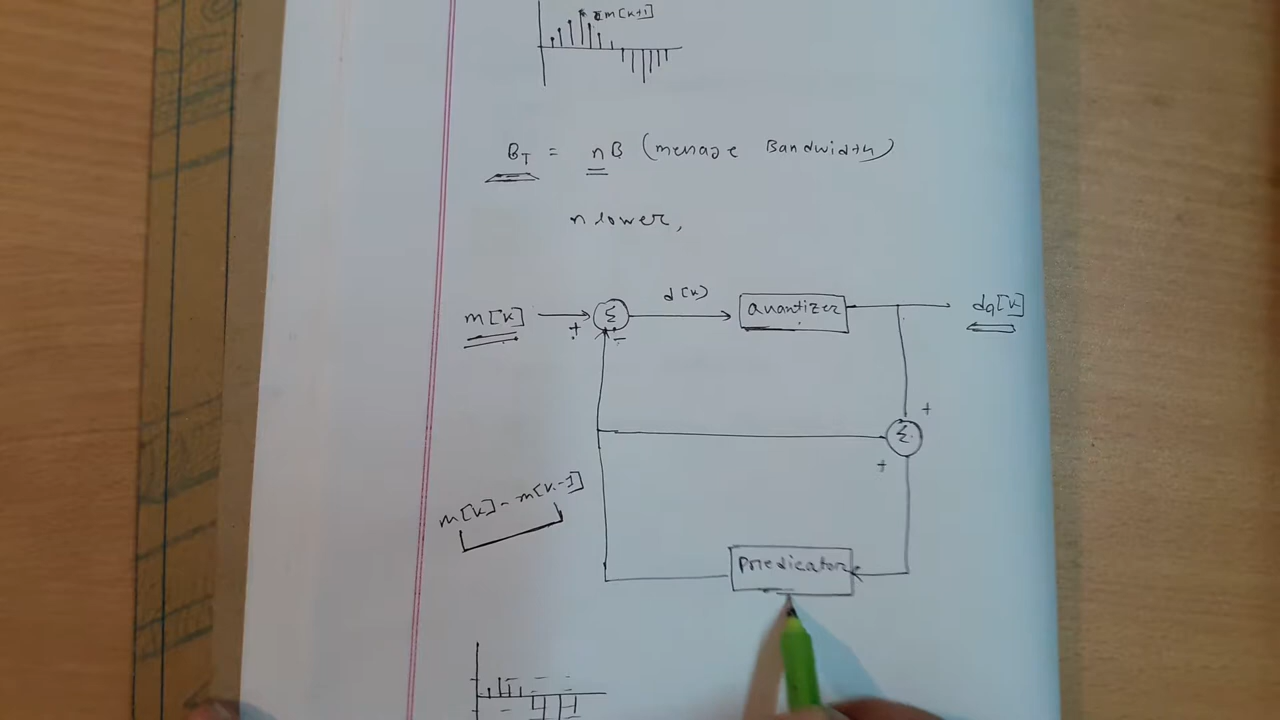 m[k+1]
B_T = nB (message Bandwidth)
n lower,
m[k] + Σ - d[k] Quantizer dq[k]
+
Σ
+
m[k] - m[k-1]
Predicator